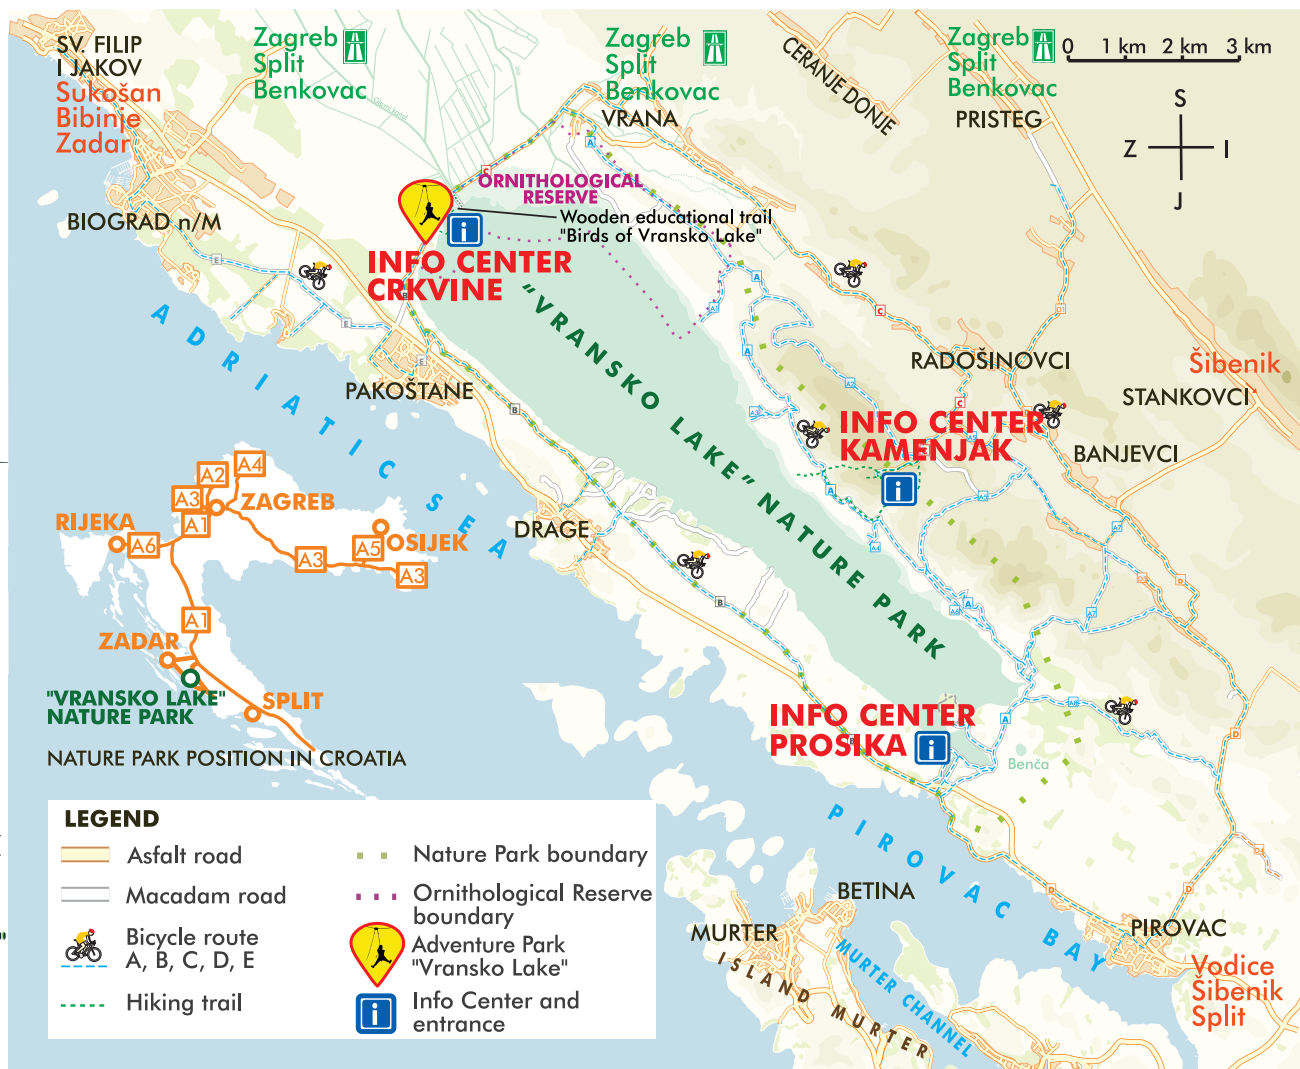 SV. FILIP
I JAKOV
Sukošan
Bibinje
Zadar
Zagreb
Split
Benkovac
Zagreb
Split
Benkovac
VRANA
CERANJE DONJE
Zagreb
Split
Benkovac
PRISTEG
0 1 km 2 km 3 km
S
Z I
J
Glavni kanal
BIOGRAD n/M
ORNITHOLOGICAL
RESERVE
Wooden educational trail
"Birds of Vransko Lake"
INFO CENTER
CRKVINE
"VRANSKO LAKE" NATURE PARK
ADRIATIC SEA
PAKOŠTANE
RADOŠINOVCI
Šibenik
STANKOVCI
INFO CENTER
KAMENJAK
BANJEVCI
DRAGE
A2
A4
A3
ZAGREB
A1
RIJEKA
A6
OSIJEK
A5
A3
A3
A1
ZADAR
"VRANSKO LAKE"
NATURE PARK
SPLIT
NATURE PARK POSITION IN CROATIA
INFO CENTER
PROSIKA
Benča
PIROVAC BAY
BETINA
MURTER
ISLAND MURTER
MURTER CHANNEL
PIROVAC
Vodice
Šibenik
Split
LEGEND
Asfalt road
Macadam road
Bicycle route
A, B, C, D, E
Hiking trail
Nature Park boundary
Ornithological Reserve
boundary
Adventure Park
"Vransko Lake"
Info Center and
entrance